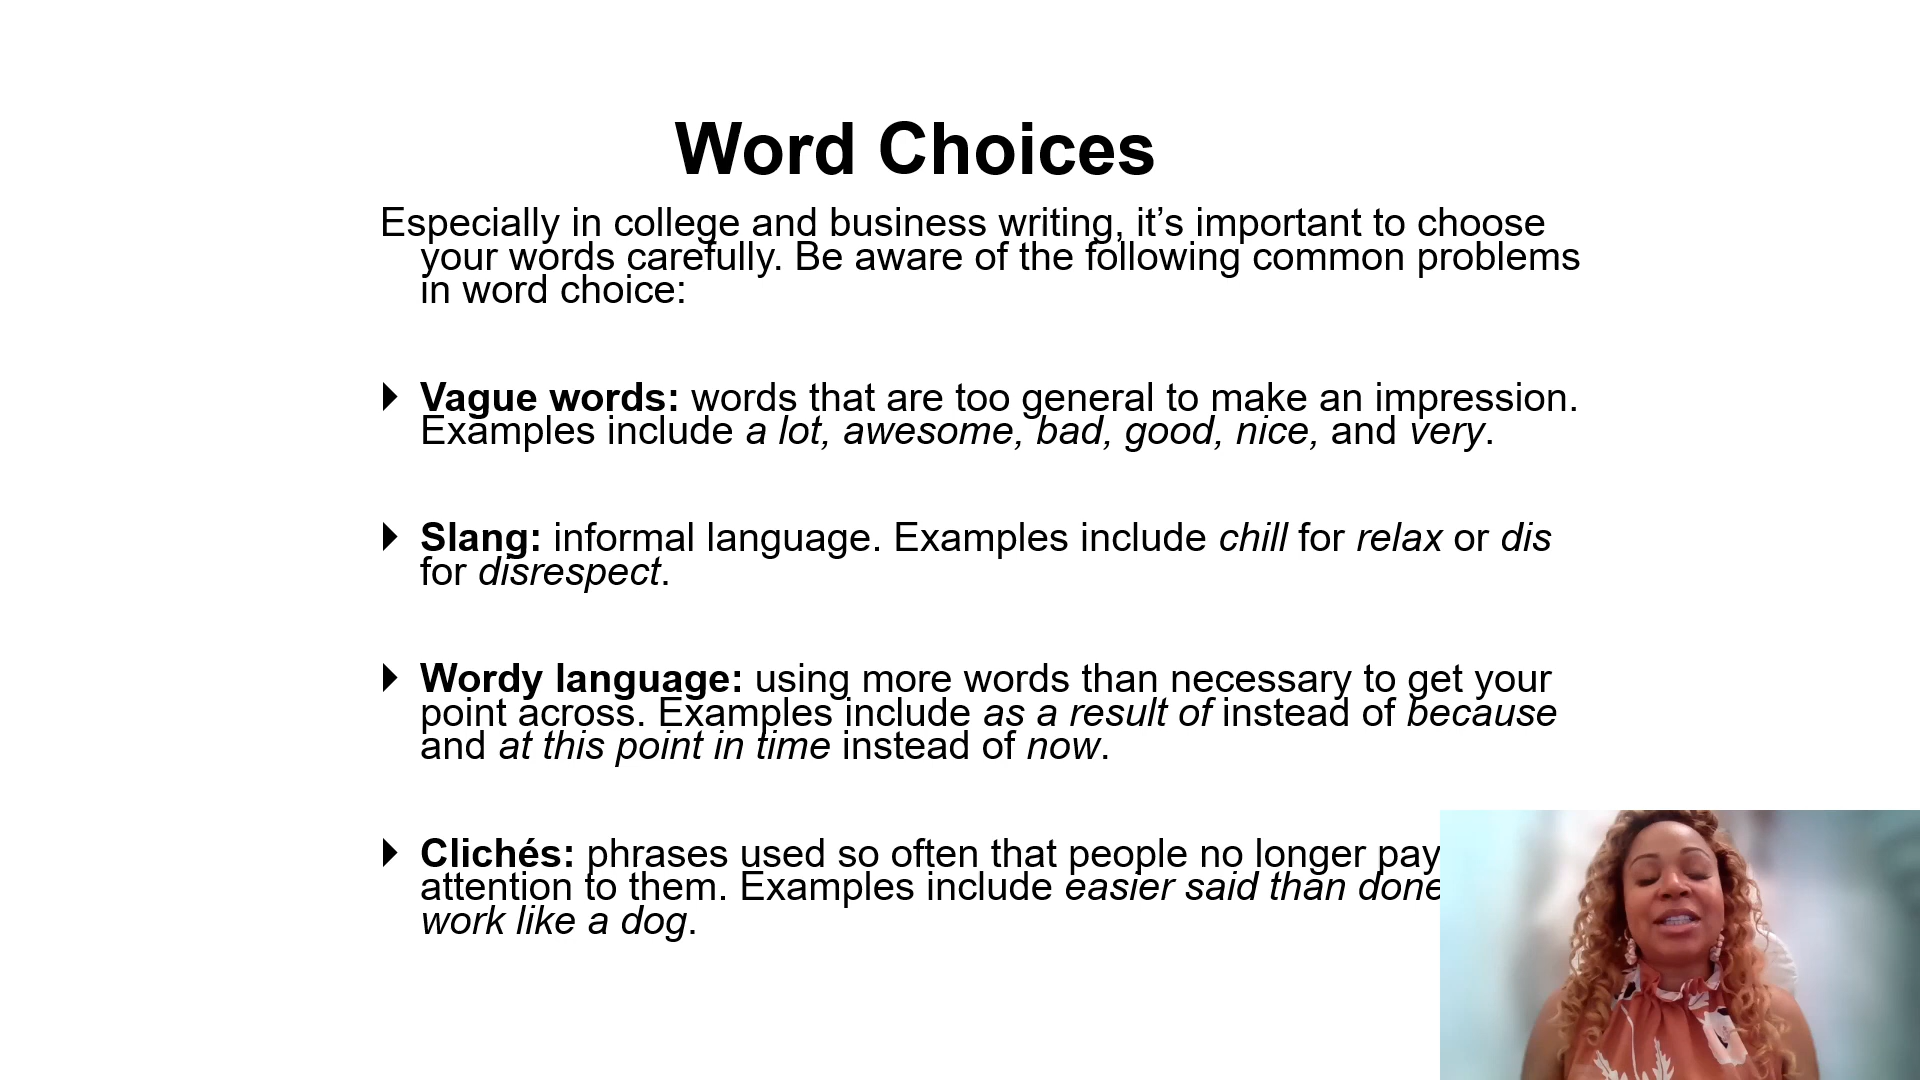 Word Choices
Especially in college and business writing, it’s important to choose
your words carefully. Be aware of the following common problems
in word choice:
Vague words: words that are too general to make an impression.
Examples include a lot, awesome, bad, good, nice, and very.
Slang: informal language. Examples include chill for relax or dis
for disrespect.
Wordy language: using more words than necessary to get your
point across. Examples include as a result of instead of because
and at this point in time instead of now.
Clichés: phrases used so often that people no longer pay
attention to them. Examples include easier said than done
work like a dog.